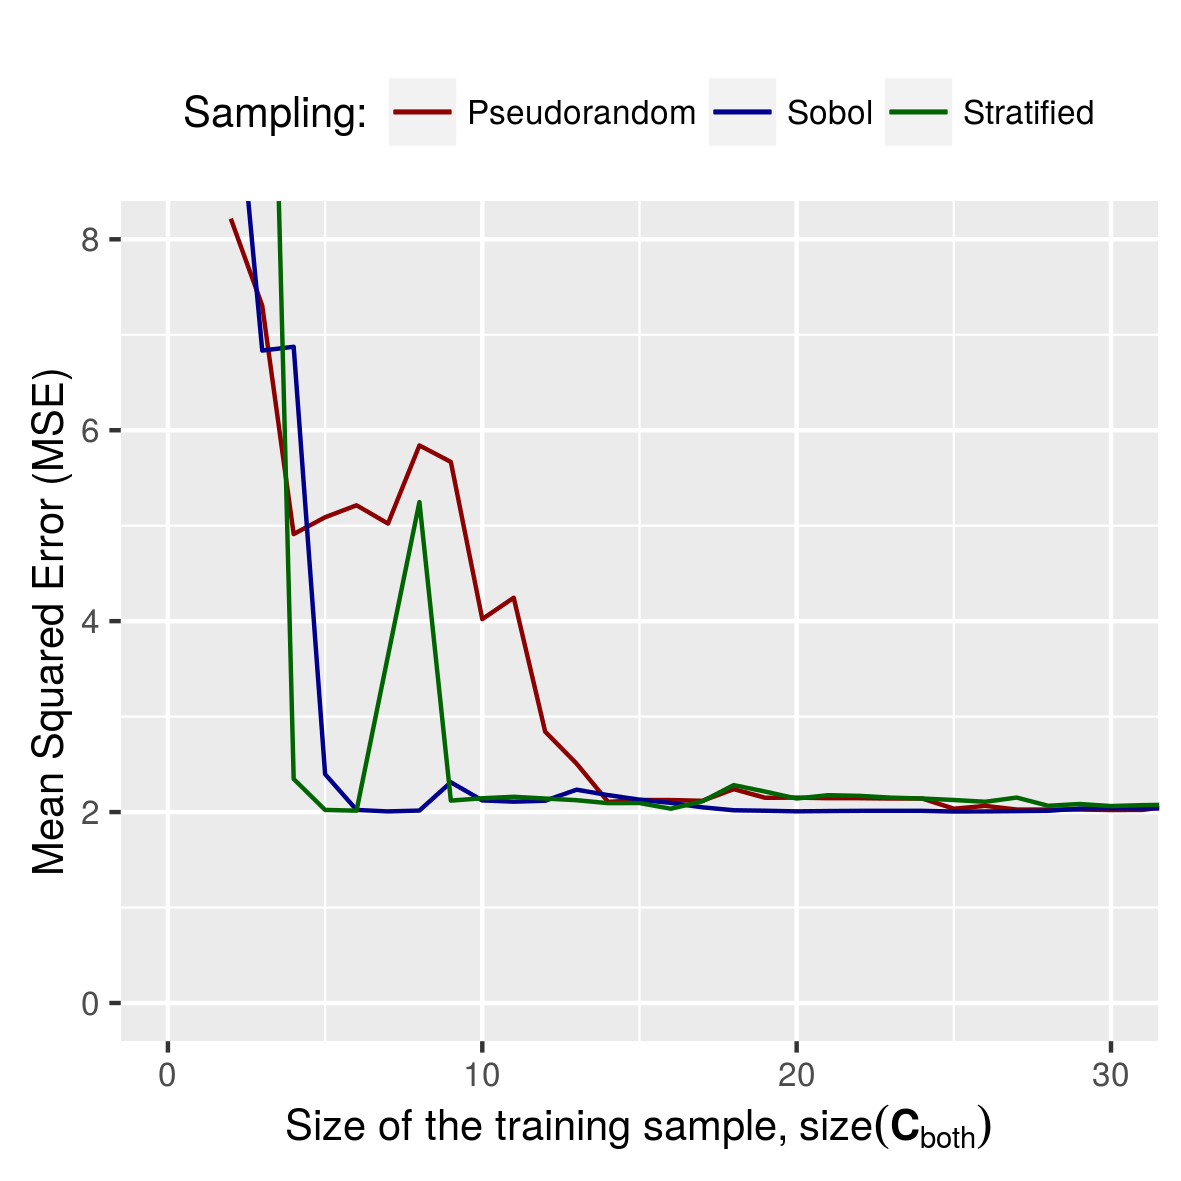 Sampling: Pseudorandom Sobol Stratified
8
6
4
2
0
Mean Squared Error (MSE)
0 10 20 30
Size of the training sample, size(C_both)